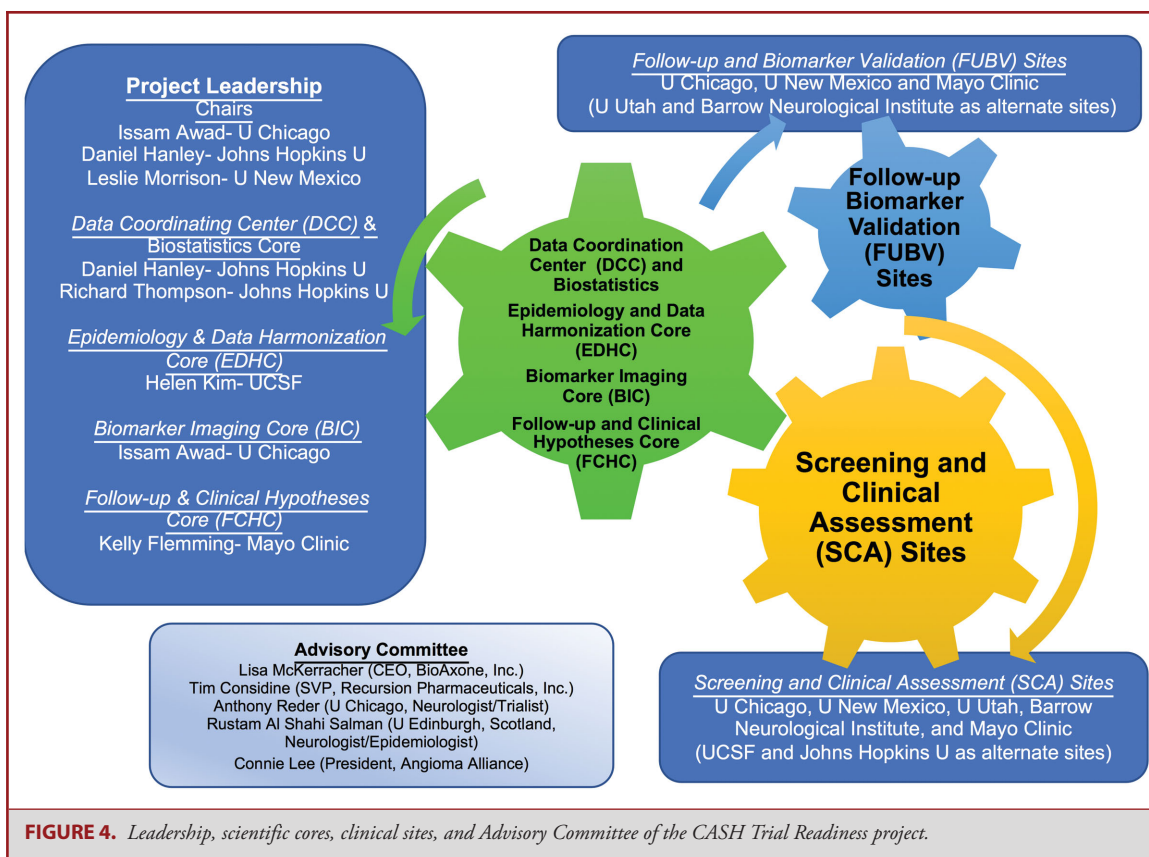 Project Leadership
Chairs
Issam Awad- U Chicago
Daniel Hanley- Johns Hopkins U
Leslie Morrison- U New Mexico
Data Coordinating Center (DCC) &
Biostatistics Core
Daniel Hanley- Johns Hopkins U
Richard Thompson- Johns Hopkins U
Epidemiology & Data Harmonization
Core (EDHC)
Helen Kim- UCSF
Biomarker Imaging Core (BIC)
Issam Awad- U Chicago
Follow-up & Clinical Hypotheses
Core (FCHC)
Kelly Flemming- Mayo Clinic
Follow-up and Biomarker Validation (FUBV) Sites
U Chicago, U New Mexico and Mayo Clinic
(U Utah and Barrow Neurological Institute as alternate sites)
Data Coordination
Center (DCC) and
Biostatistics
Epidemiology and Data
Harmonization Core
(EDHC)
Biomarker Imaging
Core (BIC)
Follow-up and Clinical
Hypotheses Core
(FCHC)
Follow-up
Biomarker
Validation
(FUBV)
Sites
Screening and
Clinical
Assessment
(SCA) Sites
Advisory Committee
Lisa McKerracher (CEO, BioAxone, Inc.)
Tim Considine (SVP, Recursion Pharmaceuticals, Inc.)
Anthony Reder (U Chicago, Neurologist/Trialist)
Rustam Al Shahi Salman (U Edinburgh, Scotland,
Neurologist/Epidemiologist)
Connie Lee (President, Angioma Alliance)
Screening and Clinical Assessment (SCA) Sites
U Chicago, U New Mexico, U Utah, Barrow
Neurological Institute, and Mayo Clinic
(UCSF and Johns Hopkins U as alternate sites)
FIGURE 4. Leadership, scientific cores, clinical sites, and Advisory Committee of the CASH Trial Readiness project.